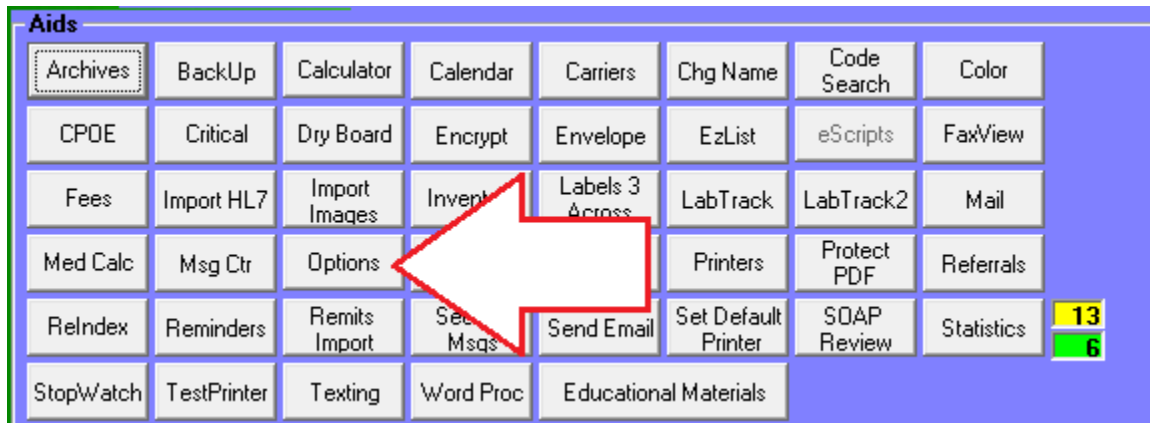 Aids
Archives BackUp Calculator Calendar Carriers Chg Name Code Search Color
CPOE Critical Dry Board Encrypt Envelope EzList eScripts FaxView
Fees Import HL7 Import Images Labels 3 Across LabTrack LabTrack2 Mail
Med Calc Msg Ctr Options Printers Protect PDF Referrals
ReIndex Reminders Remits Import Msgs Send Email Set Default Printer SOAP Review Statistics 13
6
StopWatch TestPrinter Texting Word Proc Educational Materials